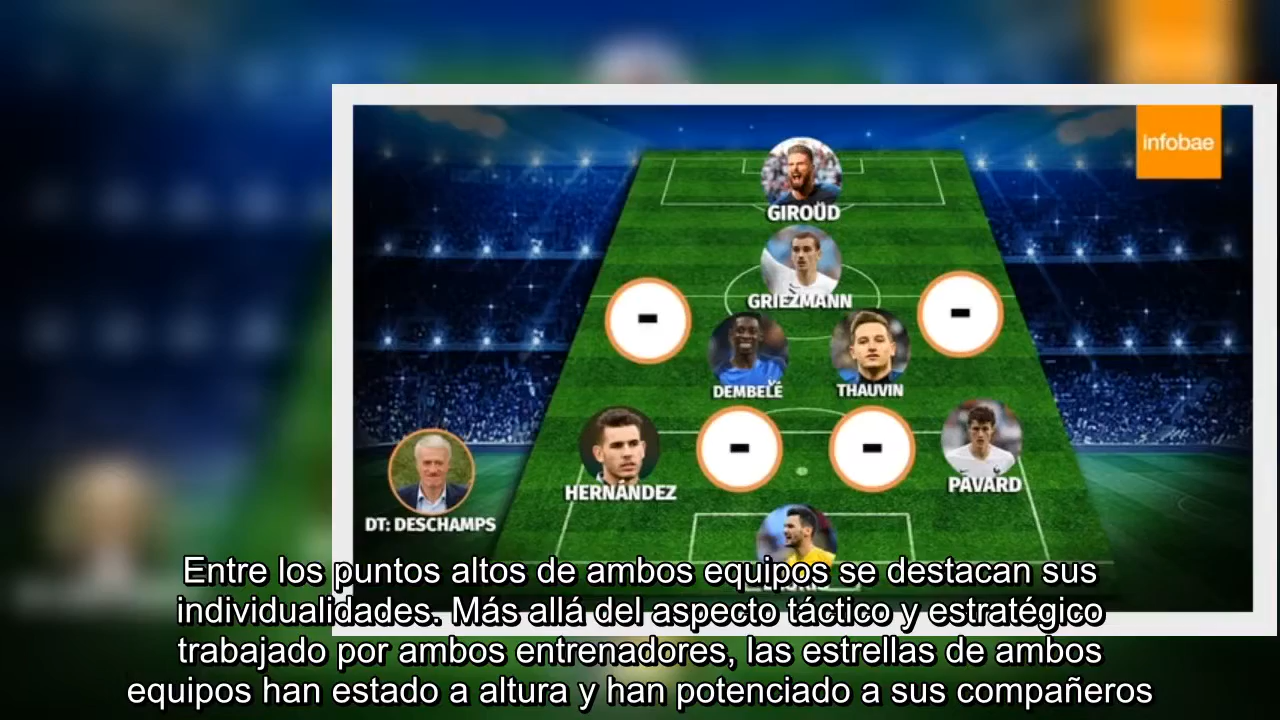 infobae
GIROÜD
GRIEZMANN
-
-
DEMBELÉ
THAUVIN
HERNÁNDEZ
-
-
PAVARD
DT: DESCHAMPS
Entre los puntos altos de ambos equipos se destacan sus
individualidades. Más allá del aspecto táctico y estratégico
trabajado por ambos entrenadores, las estrellas de ambos
equipos han estado a altura y han potenciado a sus compañeros